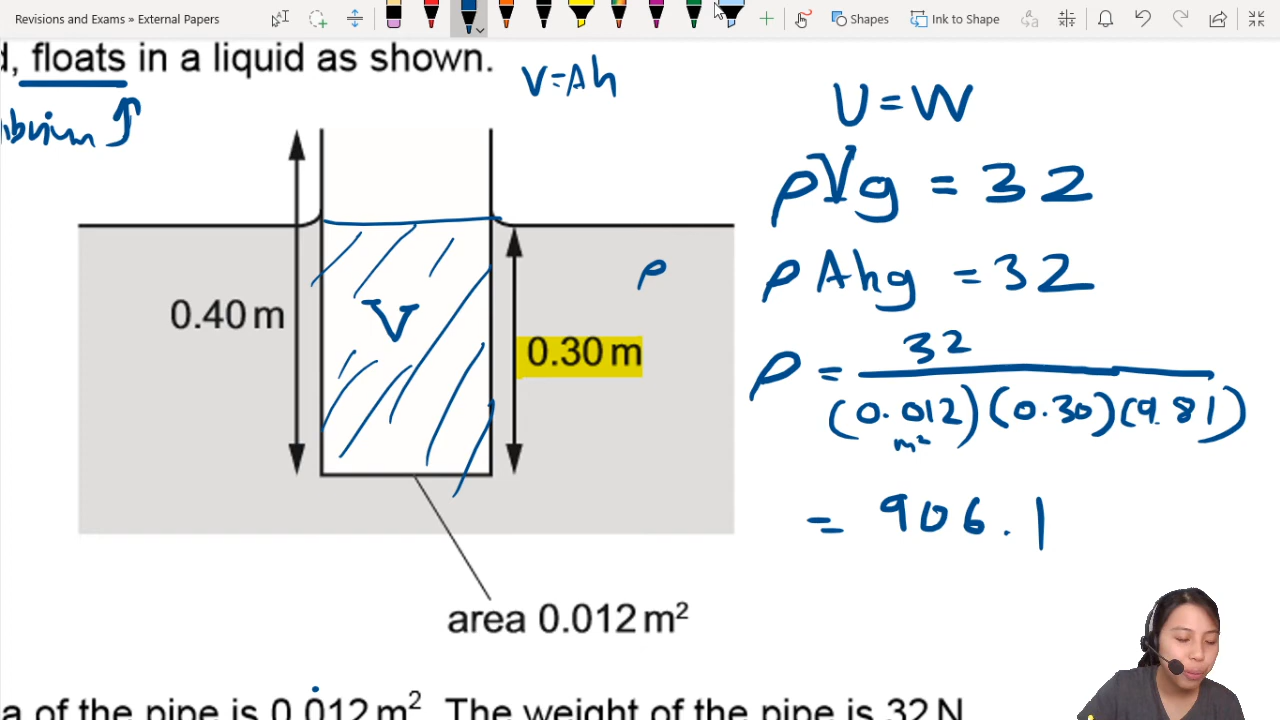 Revisions and Exams » External Papers
Shapes
Ink to Shape
d, floats in a liquid as shown.
V=Ah
U=W
ρVg = 32
ρAhg = 32
ρ = 32
(0.012)(0.30)(9.81)
m²
= 906.1
ρ
V
0.40 m
0.30 m
area 0.012 m²
a of the pipe is 0.012 m². The weight of the pipe is 32 N